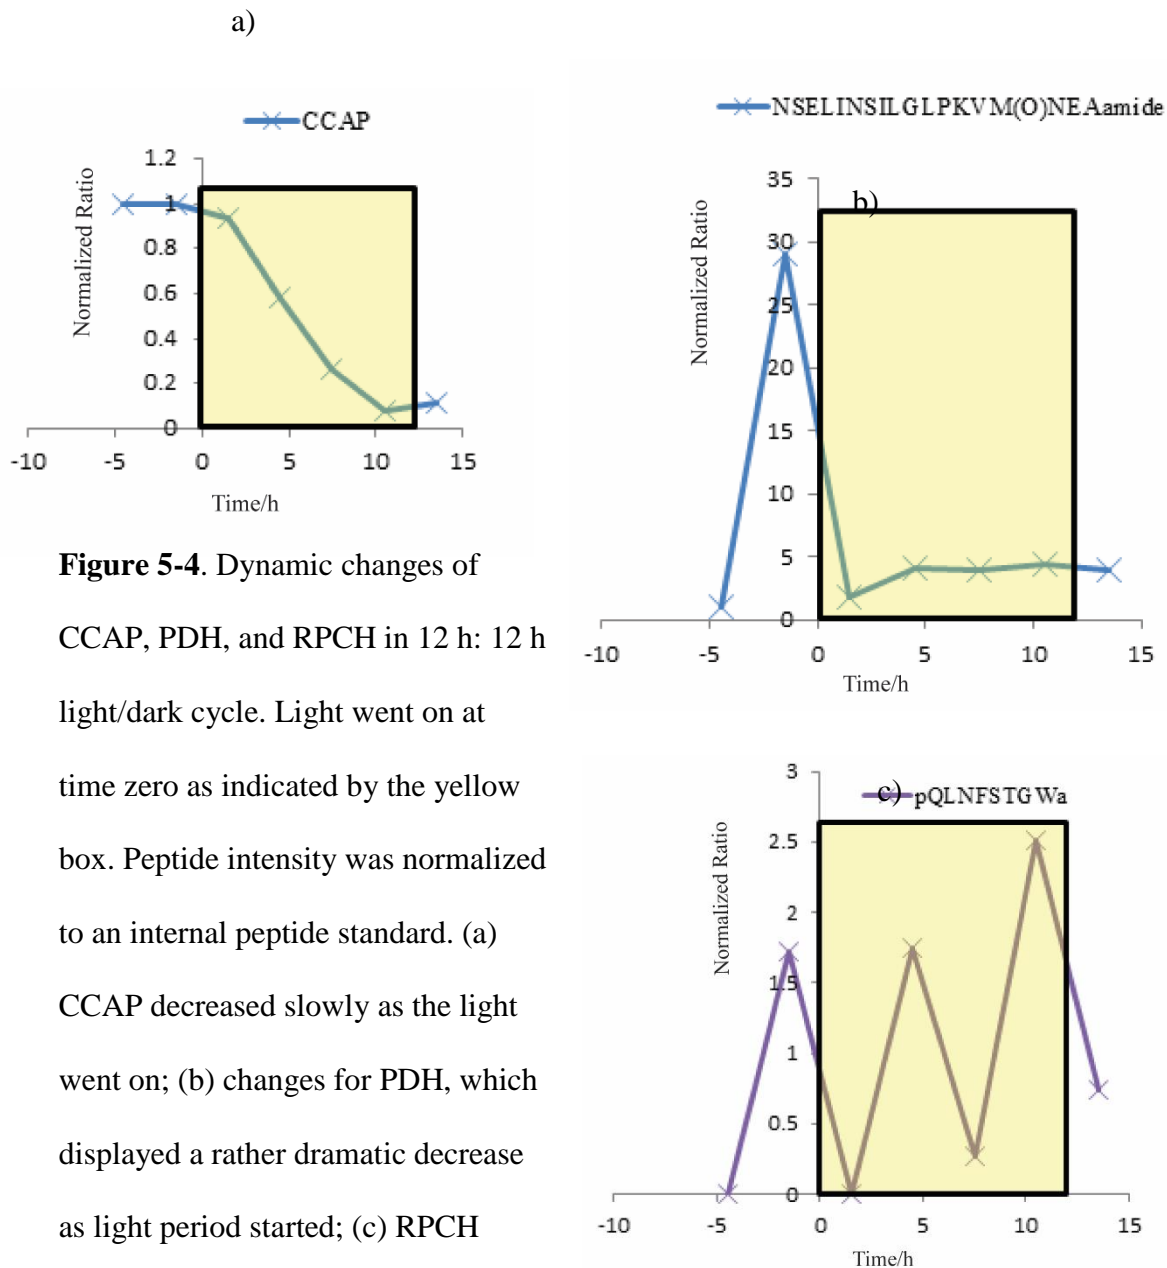 a)
CCAP
Normalized Ratio
1.2
1
0.8
0.6
0.4
0.2
0
-10 -5 0 5 10 15
Time/h
Figure 5-4. Dynamic changes of
CCAP, PDH, and RPCH in 12 h: 12 h
light/dark cycle. Light went on at
time zero as indicated by the yellow
box. Peptide intensity was normalized
to an internal peptide standard. (a)
CCAP decreased slowly as the light
went on; (b) changes for PDH, which
displayed a rather dramatic decrease
as light period started; (c) RPCH
NSELINSILGLPKVM(O)NEAamide
b)
Normalized Ratio
35
30
25
20
15
10
5
0
-10 -5 0 5 10 15
Time/h
c) pQLNFSTGWa
Normalized Ratio
3
2.5
2
1.5
1
0.5
0
-10 -5 0 5 10 15
Time/h